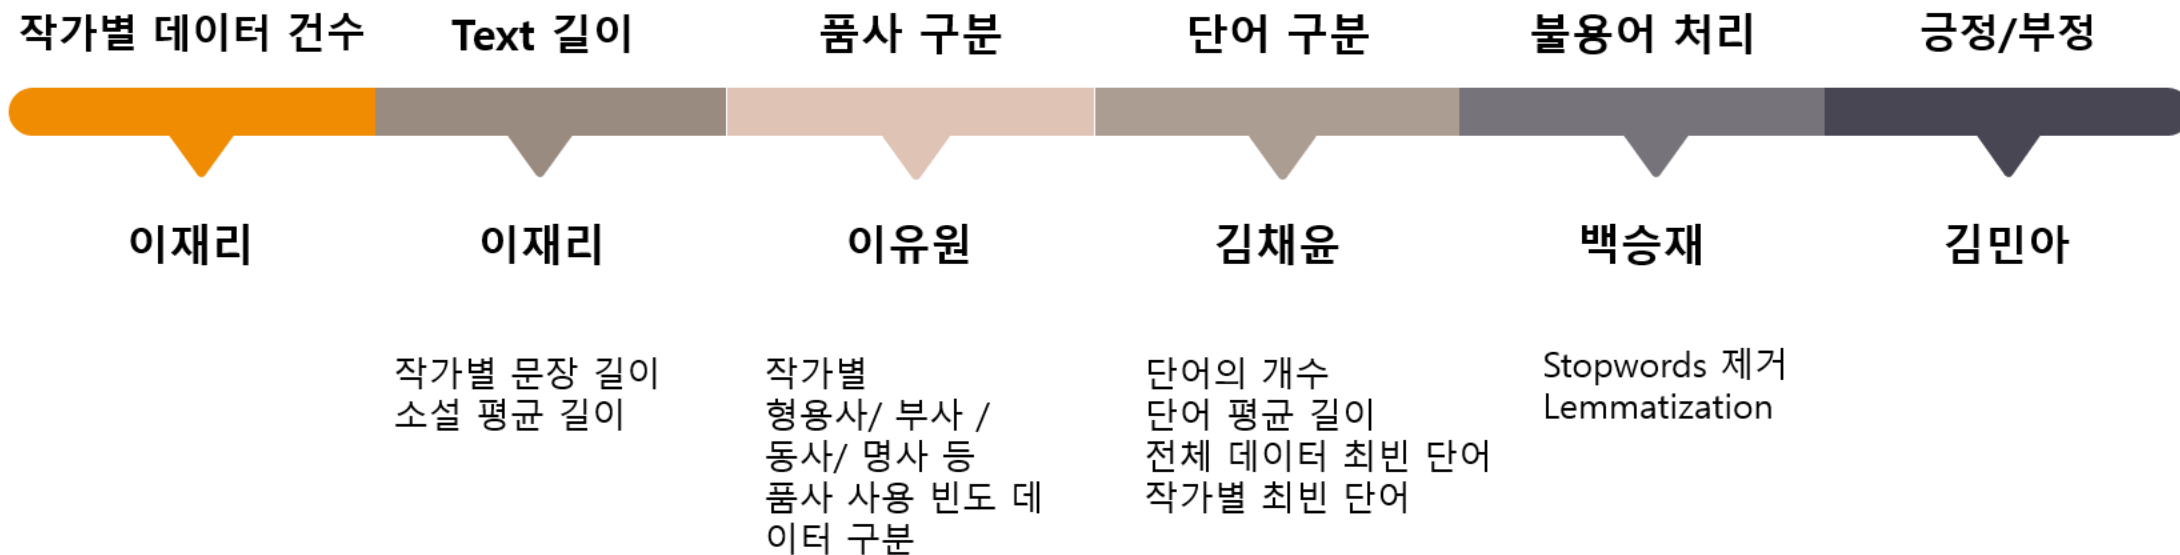 작가별 데이터 건수
Text 길이
품사 구분
단어 구분
불용어 처리
긍정/부정
이재리
이재리
이유원
김채윤
백승재
김민아
작가별 문장 길이
소설 평균 길이
작가별
형용사/ 부사 /
동사/ 명사 등
품사 사용 빈도 데
이터 구분
단어의 개수
단어 평균 길이
전체 데이터 최빈 단어
작가별 최빈 단어
Stopwords 제거
Lemmatization